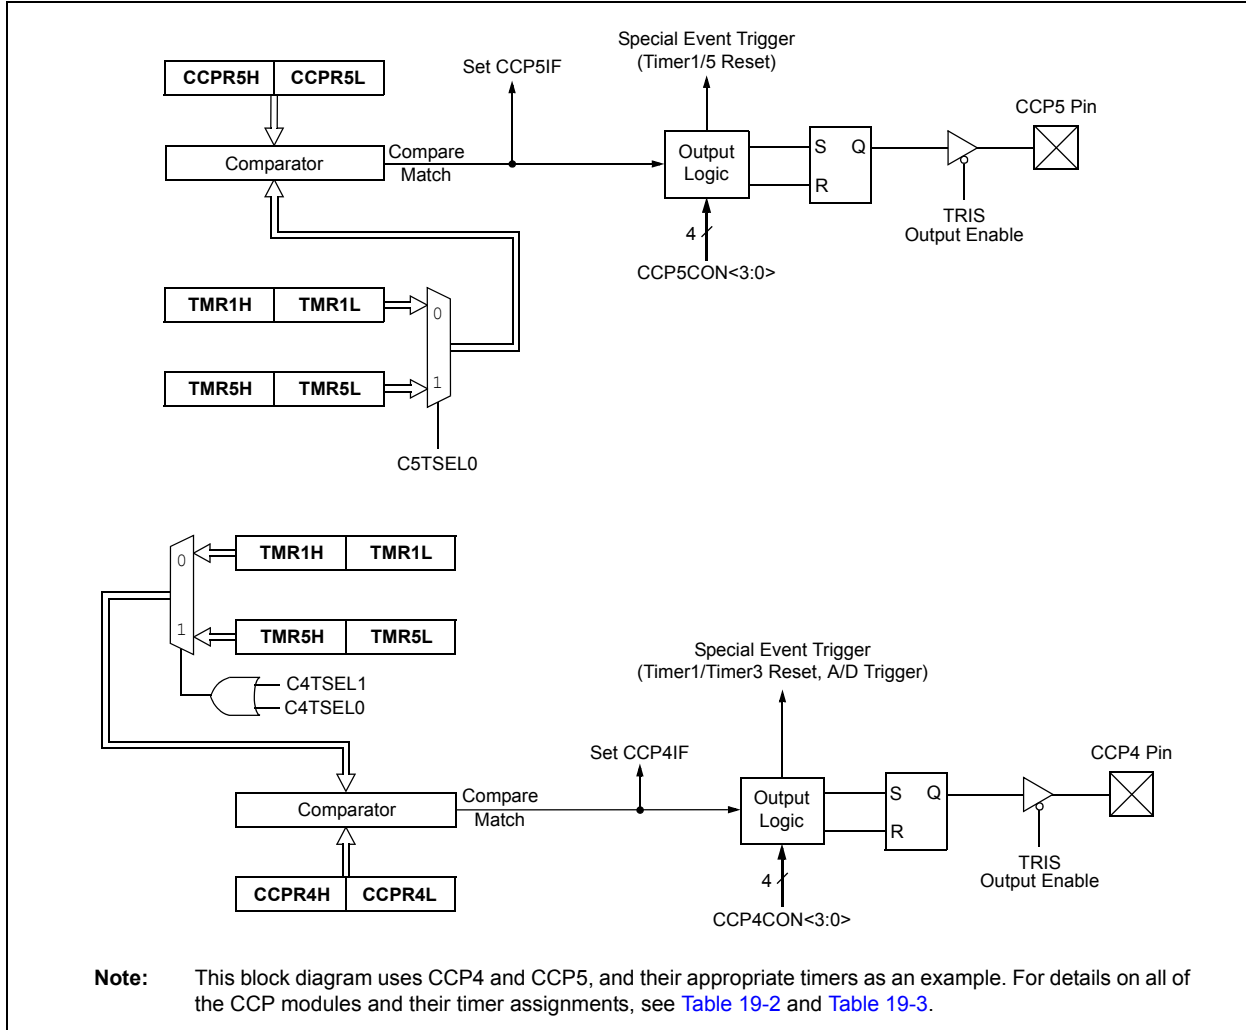 Special Event Trigger
(Timer1/5 Reset)
Set CCP5IF
CCPR5H CCPR5L
CCP5 Pin
Comparator
Compare
Match
Output
Logic
S Q
R
TRIS
Output Enable
4
CCP5CON<3:0>
TMR1H TMR1L
0
TMR5H TMR5L
1
C5TSEL0
TMR1H TMR1L
0
TMR5H TMR5L
1
C4TSEL1
C4TSEL0
Special Event Trigger
(Timer1/Timer3 Reset, A/D Trigger)
Set CCP4IF
CCP4 Pin
Comparator
Compare
Match
Output
Logic
S Q
R
TRIS
Output Enable
4
CCPR4H CCPR4L
CCP4CON<3:0>
Note: This block diagram uses CCP4 and CCP5, and their appropriate timers as an example. For details on all of
the CCP modules and their timer assignments, see Table 19-2 and Table 19-3.